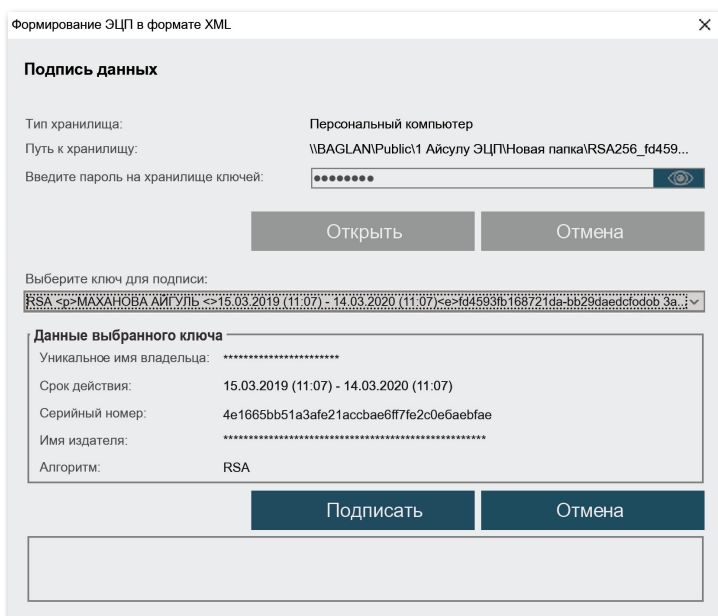 Формирование ЭЦП в формате XML
Подпись данных
Тип хранилища: Персональный компьютер
Путь к хранилищу: \\BAGLAN\Public\1 Айсулу ЭЦП\Новая папка\RSA256_fd459...
Введите пароль на хранилище ключей: ●●●●●●●●
Открыть Отмена
Выберите ключ для подписи:
RSA <p>МАХАНОВА АЙГУЛЬ <>15.03.2019 (11:07) - 14.03.2020 (11:07)<e>fd4593fb168721da-bb29daedcfodob 3a...
Данные выбранного ключа
Уникальное имя владельца: ***********************
Срок действия: 15.03.2019 (11:07) - 14.03.2020 (11:07)
Серийный номер: 4e1665bb51a3afe21accbae6ff7fe2c0e6aebfae
Имя издателя: ****************************************************
Алгоритм: RSA
Подписать Отмена